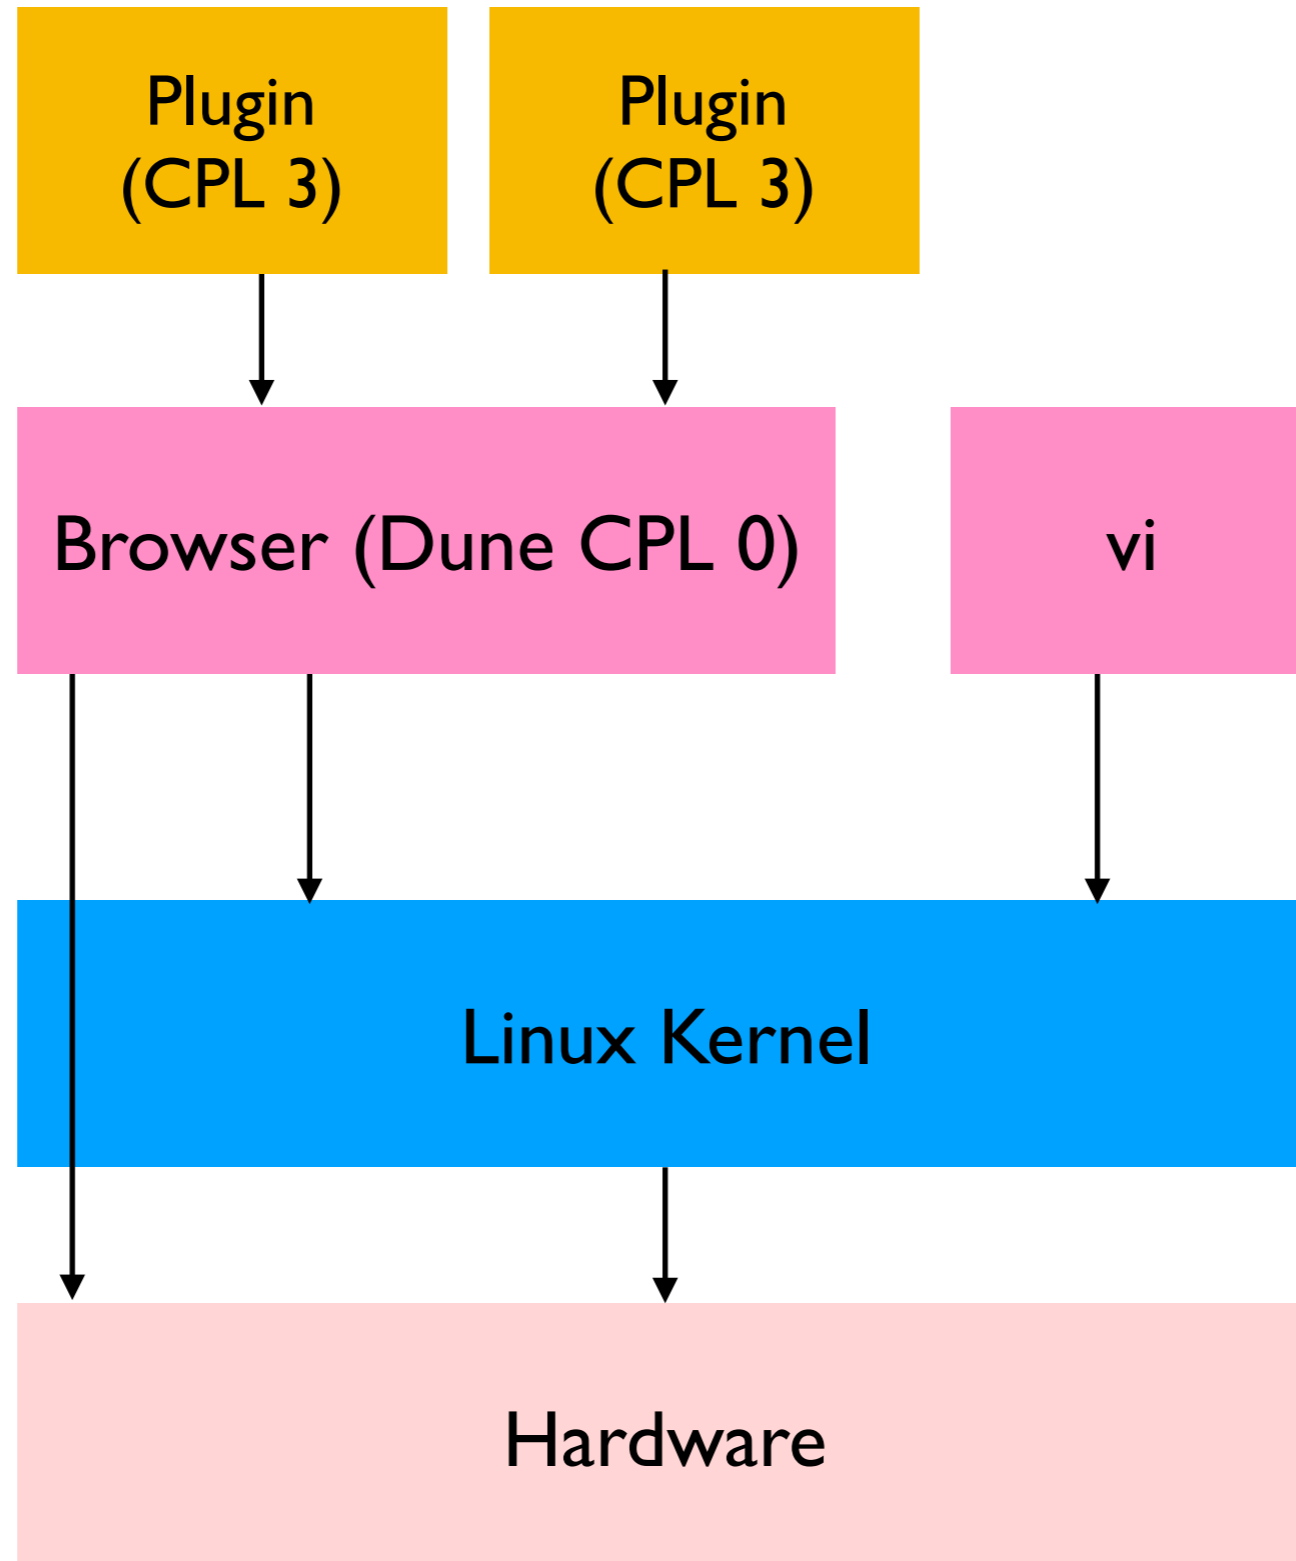 Plugin
(CPL 3)
Plugin
(CPL 3)
Browser (Dune CPL 0)
vi
Linux Kernel
Hardware